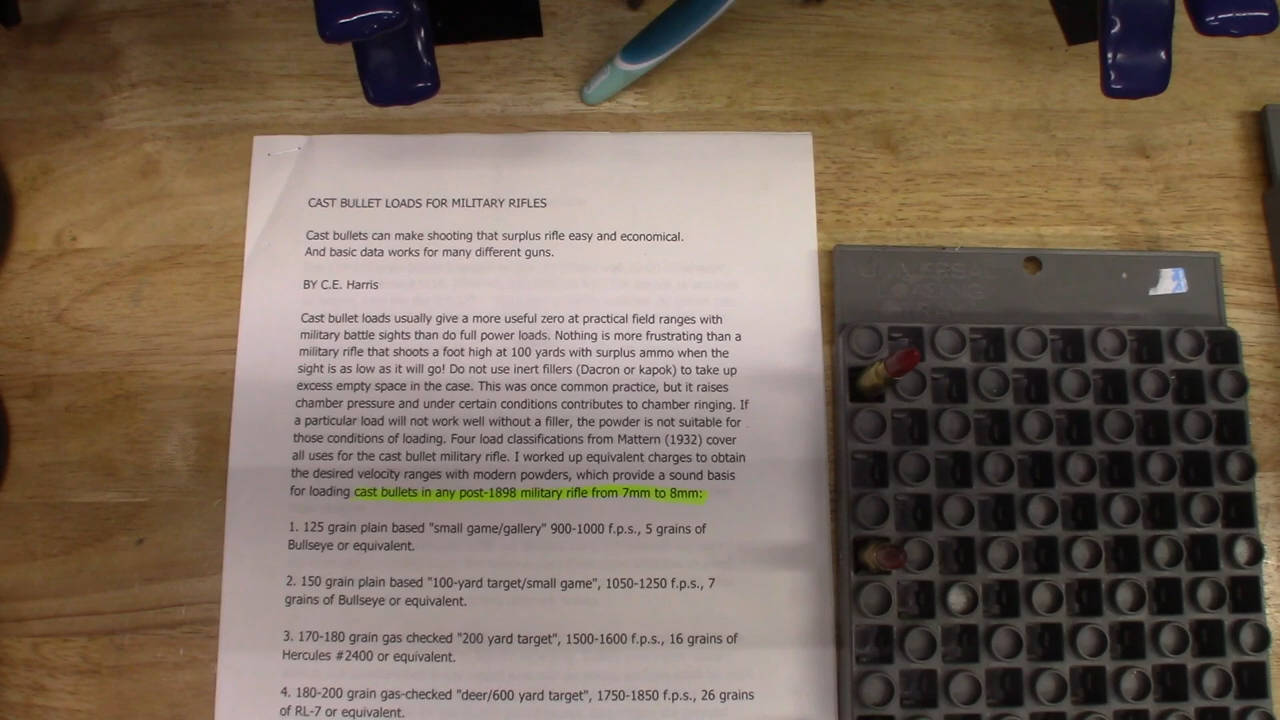 CAST BULLET LOADS FOR MILITARY RIFLES
Cast bullets can make shooting that surplus rifle easy and economical.
And basic data works for many different guns.
BY C.E. Harris
Cast bullet loads usually give a more useful zero at practical field ranges with
military battle sights than do full power loads. Nothing is more frustrating than a
military rifle that shoots a foot high at 100 yards with surplus ammo when the
sight is as low as it will go! Do not use inert fillers (Dacron or kapok) to take up
excess empty space in the case. This was once common practice, but it raises
chamber pressure and under certain conditions contributes to chamber ringing. If
a particular load will not work well without a filler, the powder is not suitable for
those conditions of loading. Four load classifications from Mattern (1932) cover
all uses for the cast bullet military rifle. I worked up equivalent charges to obtain
the desired velocity ranges with modern powders, which provide a sound basis
for loading cast bullets in any post-1898 military rifle from 7mm to 8mm:
1. 125 grain plain based "small game/gallery" 900-1000 f.p.s., 5 grains of
Bullseye or equivalent.
2. 150 grain plain based "100-yard target/small game", 1050-1250 f.p.s., 7
grains of Bullseye or equivalent.
3. 170-180 grain gas checked "200 yard target", 1500-1600 f.p.s., 16 grains of
Hercules #2400 or equivalent.
4. 180-200 grain gas-checked "deer/600 yard target", 1750-1850 f.p.s., 26 grains
of RL-7 or equivalent.
UNIVERSAL
LOADING
TRAY